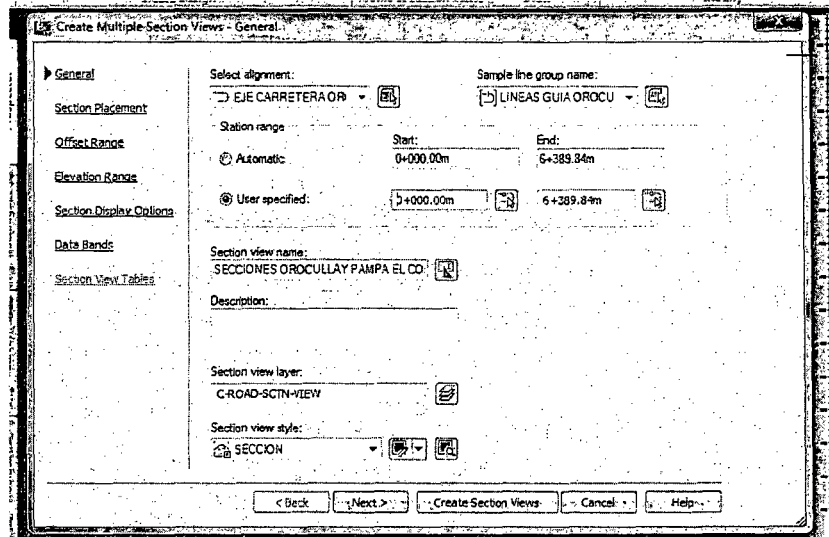 Create Multiple Section Views - General
General
Section Placement
Offset Range
Elevation Range
Section Display Options
Data Bands
Section View Tables
Select alignment:
EJE CARRETERA OR
Sample line group name:
LINEAS GUIA OROCU
Station range
Start:
End:
Automatic
0+000.00m
6+389.84m
User specified:
0+000.00m
6+389.84m
Section view name:
SECCIONES OROCULLAY PAMPA EL CO
Description:
Section view layer:
C-ROAD-SCTN-VIEW
Section view style:
SECCION
< Back
Next >
Create Section Views
Cancel
Help